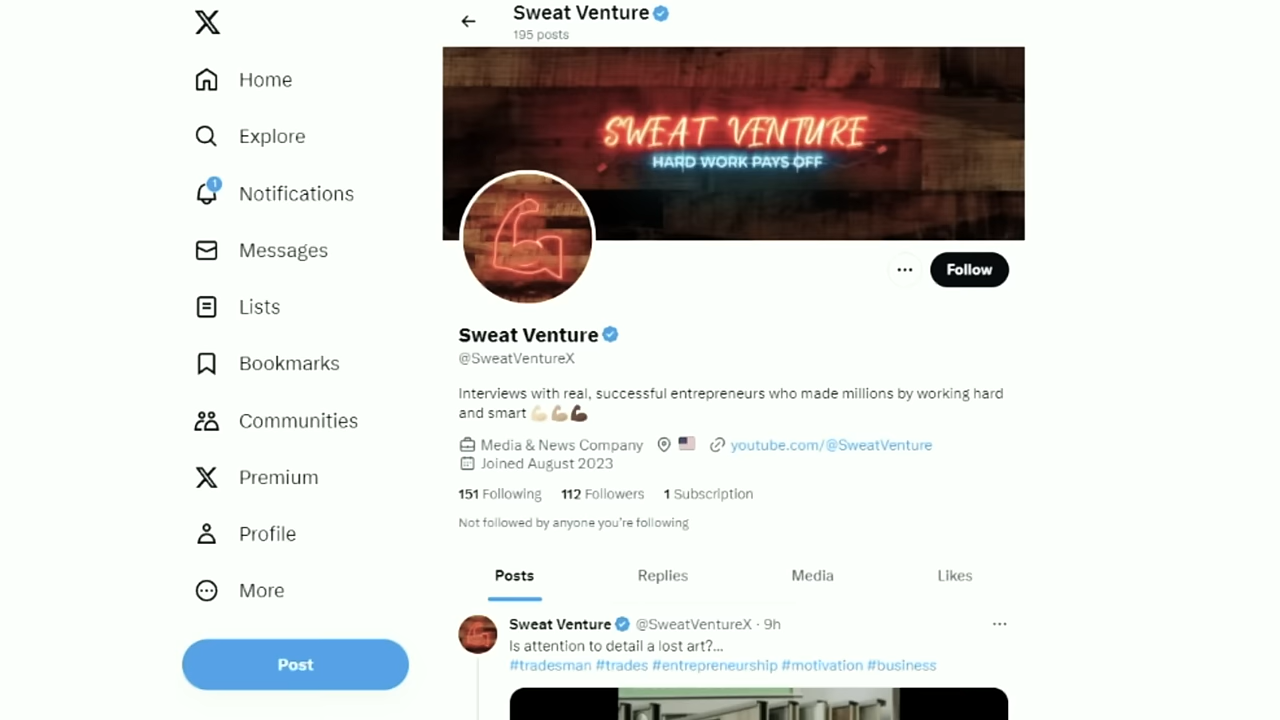 Sweat Venture
195 posts
Home
Explore
1
Notifications
Messages
Lists
Bookmarks
Communities
Premium
Profile
More
Post
SWEAT VENTURE
HARD WORK PAYS OFF
Follow
Sweat Venture
@SweatVentureX
Interviews with real, successful entrepreneurs who made millions by working hard
and smart 💪🏻💪🏽💪🏿
Media & News Company 🇺🇸 youtube.com/@SweatVenture
Joined August 2023
151 Following 112 Followers 1 Subscription
Not followed by anyone you're following
Posts Replies Media Likes
Sweat Venture @SweatVentureX · 9h
Is attention to detail a lost art?...
#tradesman #trades #entrepreneurship #motivation #business